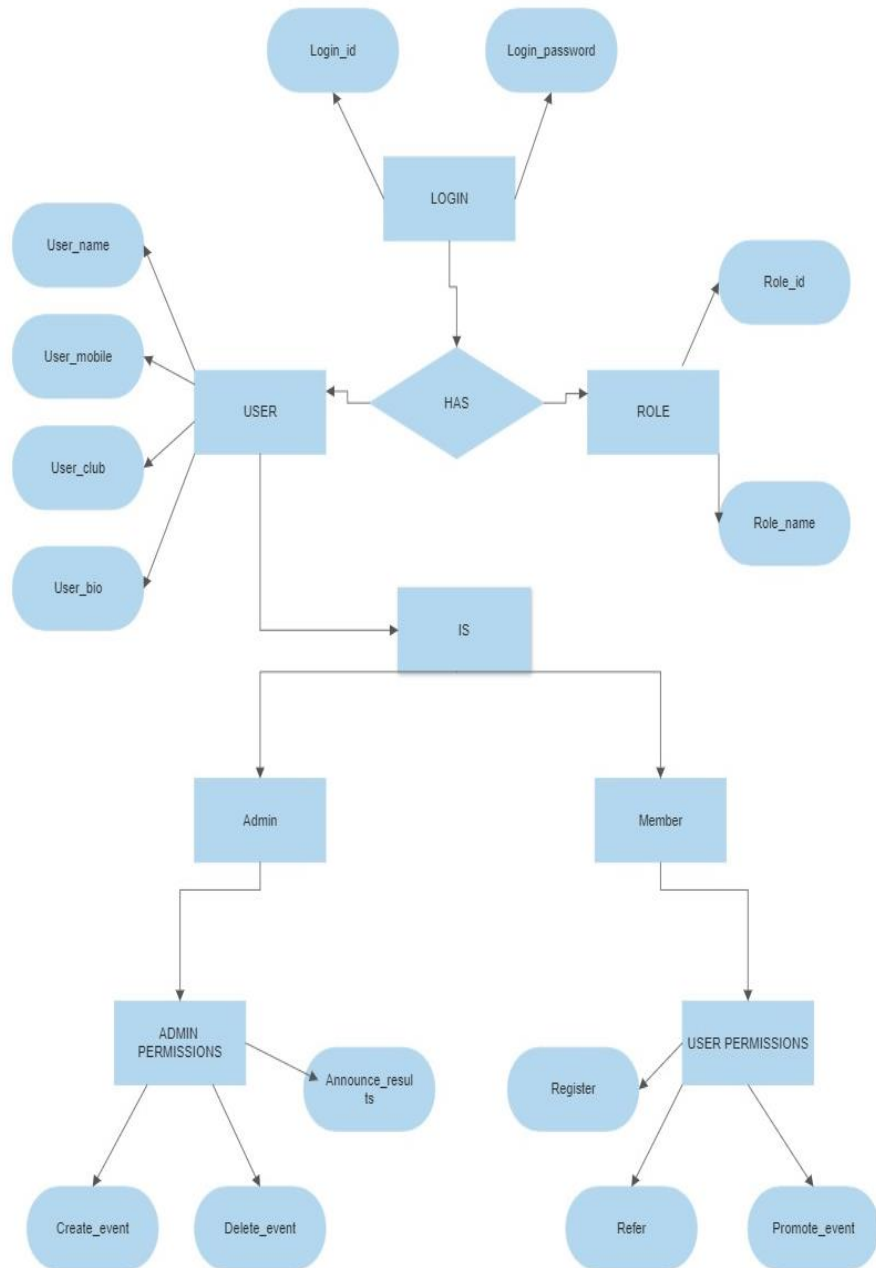 Login_id
Login_password
LOGIN
User_name
Role_id
User_mobile
USER
HAS
ROLE
User_club
Role_name
User_bio
IS
Admin
Member
ADMIN
PERMISSIONS
USER PERMISSIONS
Announce_resul
ts
Register
Create_event
Delete_event
Refer
Promote_event